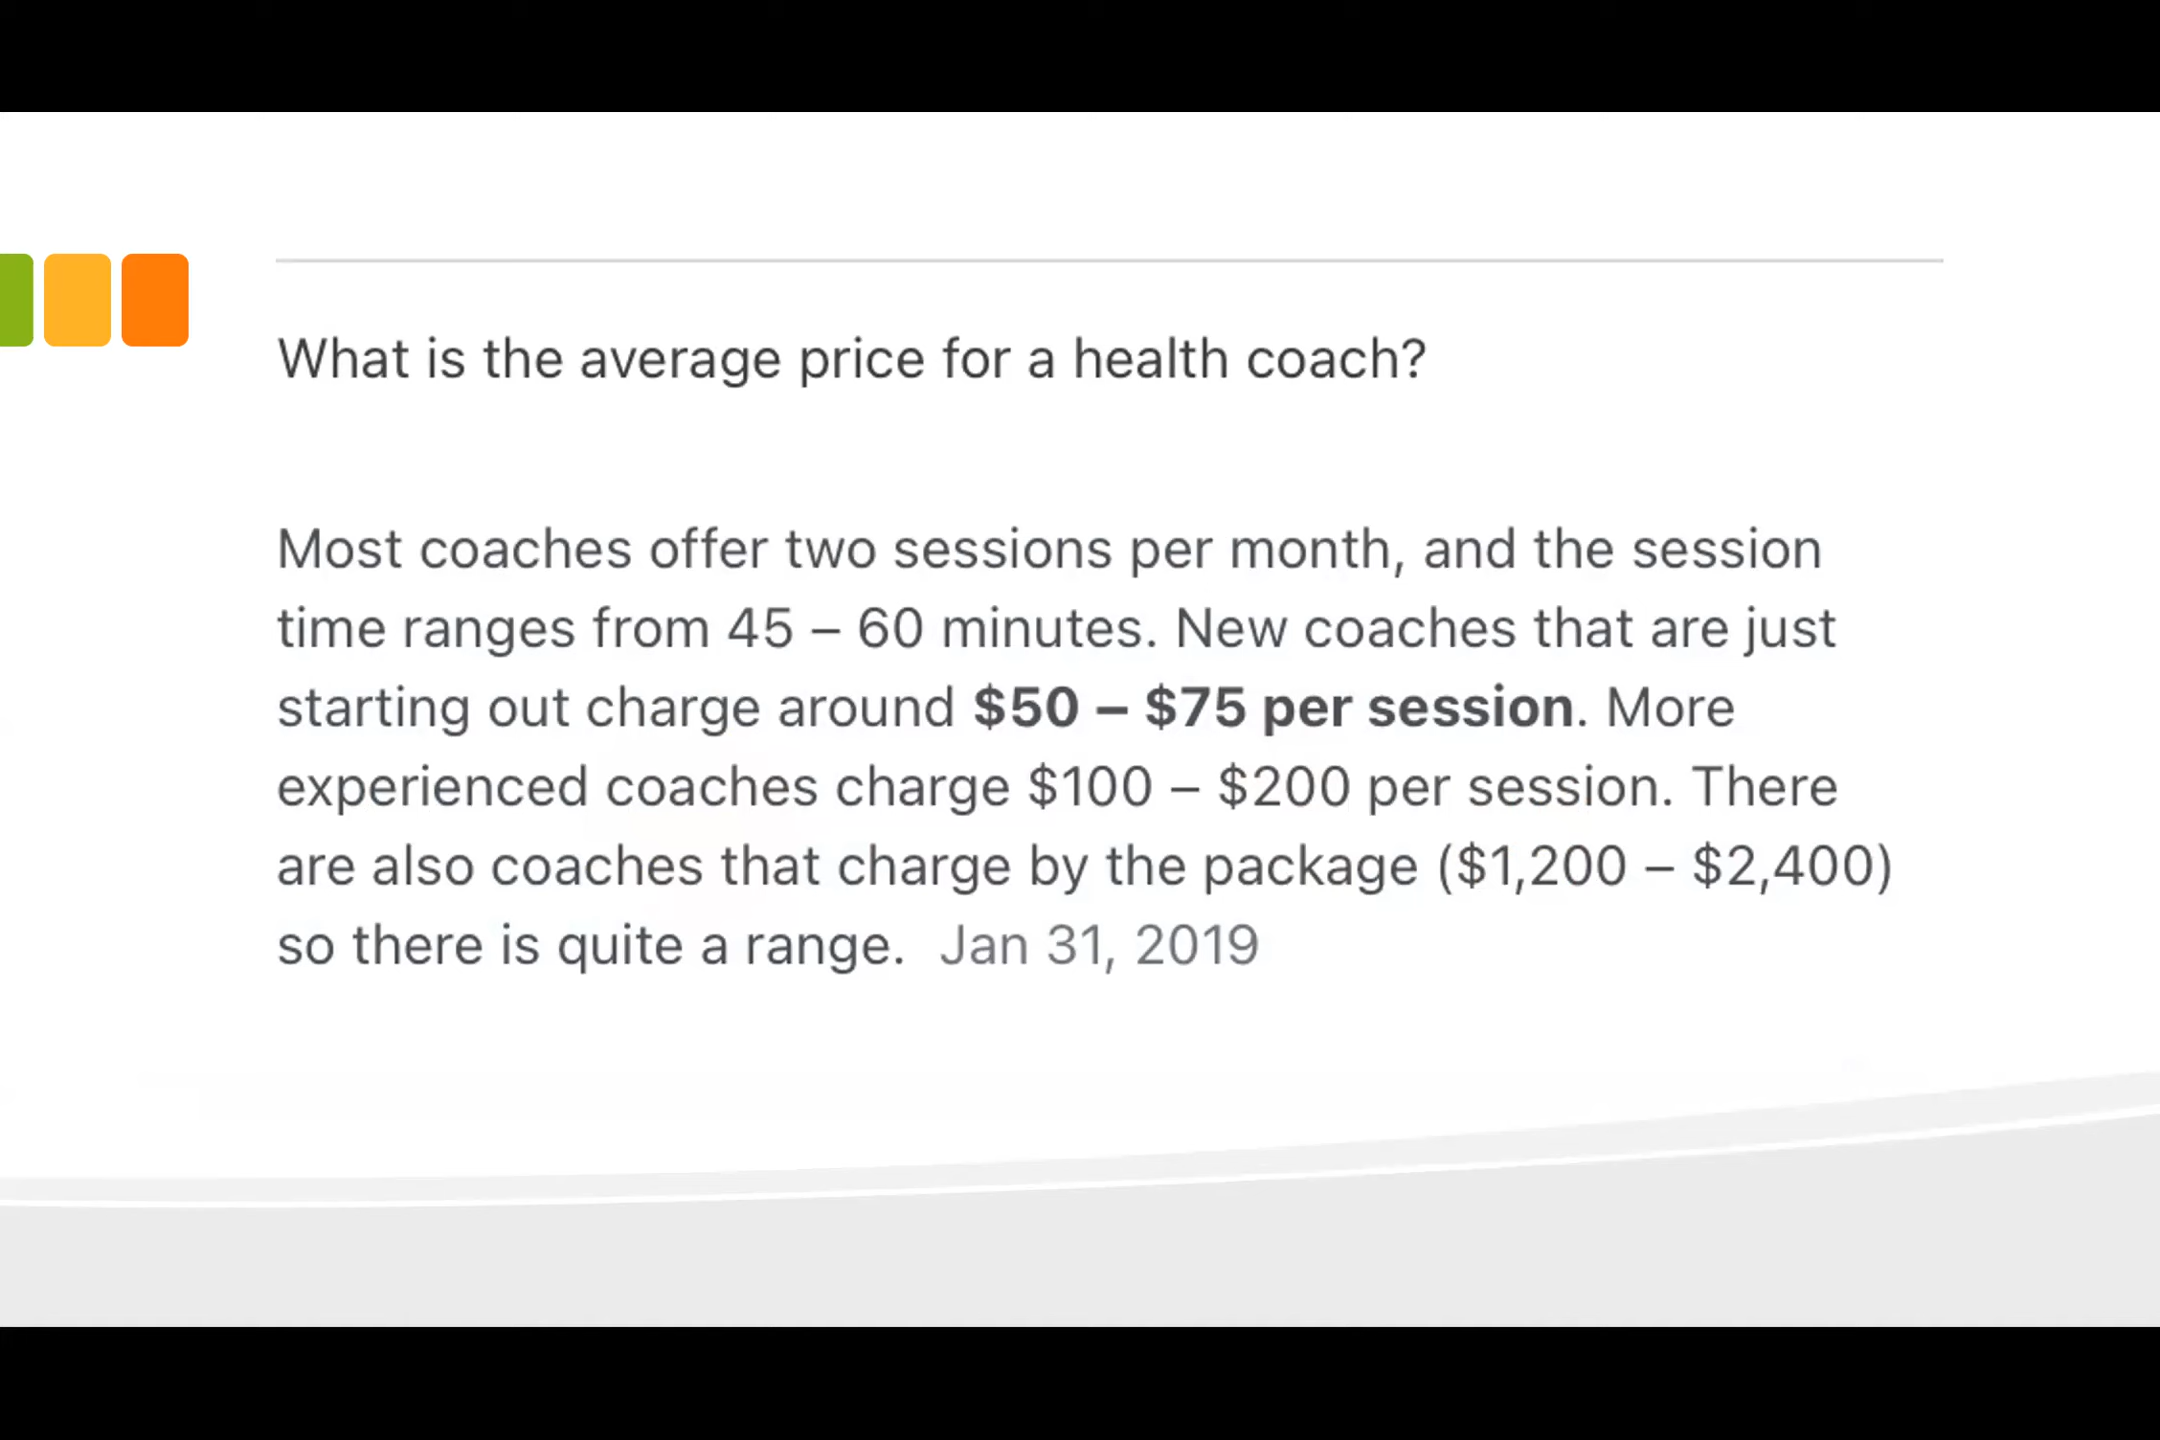 What is the average price for a health coach?
Most coaches offer two sessions per month, and the session
time ranges from 45 – 60 minutes. New coaches that are just
starting out charge around $50 – $75 per session. More
experienced coaches charge $100 – $200 per session. There
are also coaches that charge by the package ($1,200 – $2,400)
so there is quite a range. Jan 31, 2019